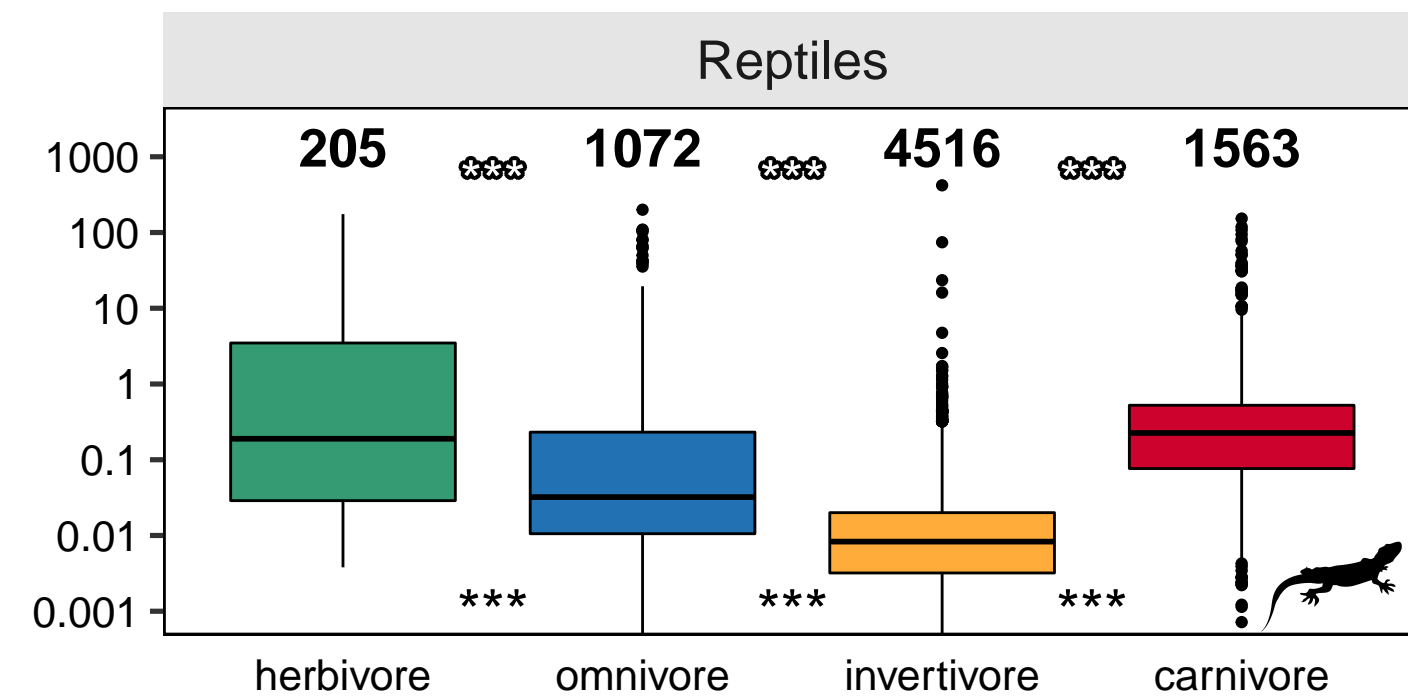 Reptiles
205 1072 4516 1563
*** *** ***
1000
100
10
1
0.1
0.01
0.001
*** *** ***
herbivore omnivore invertivore carnivore